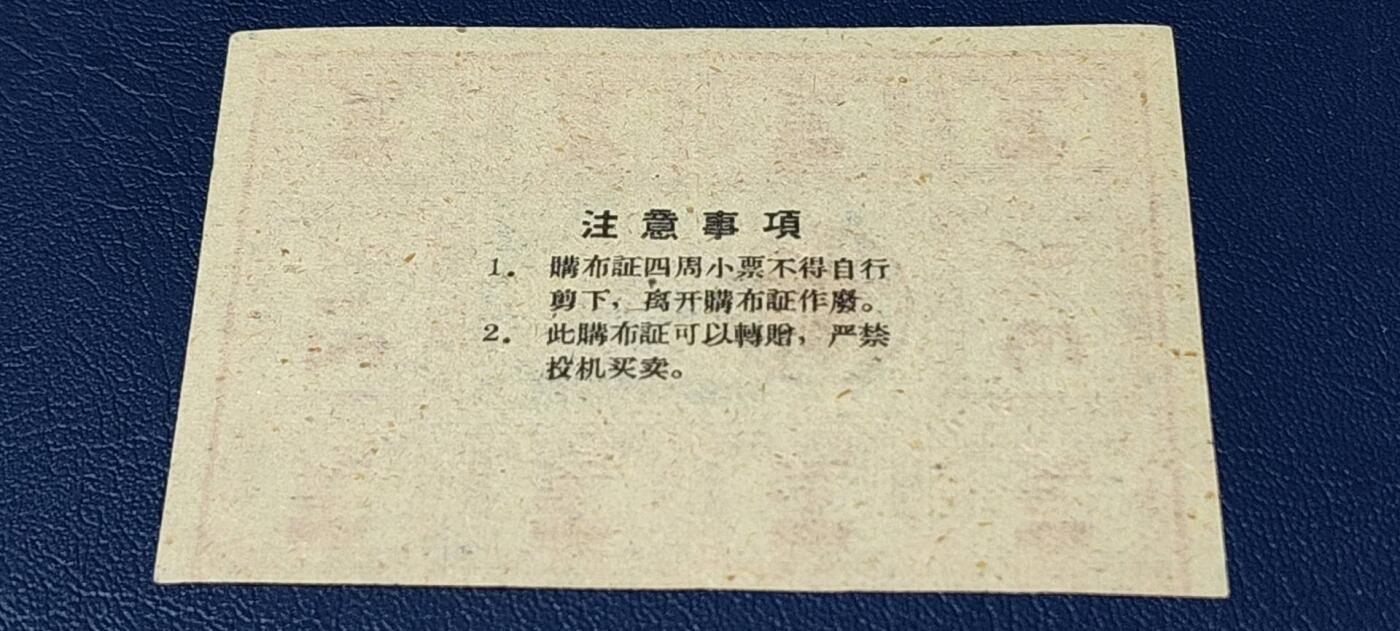 注意事項
1. 購布証四周小票不得自行
剪下，离开購布証作廢。
2. 此購布証可以轉贈，严禁
投机买卖。